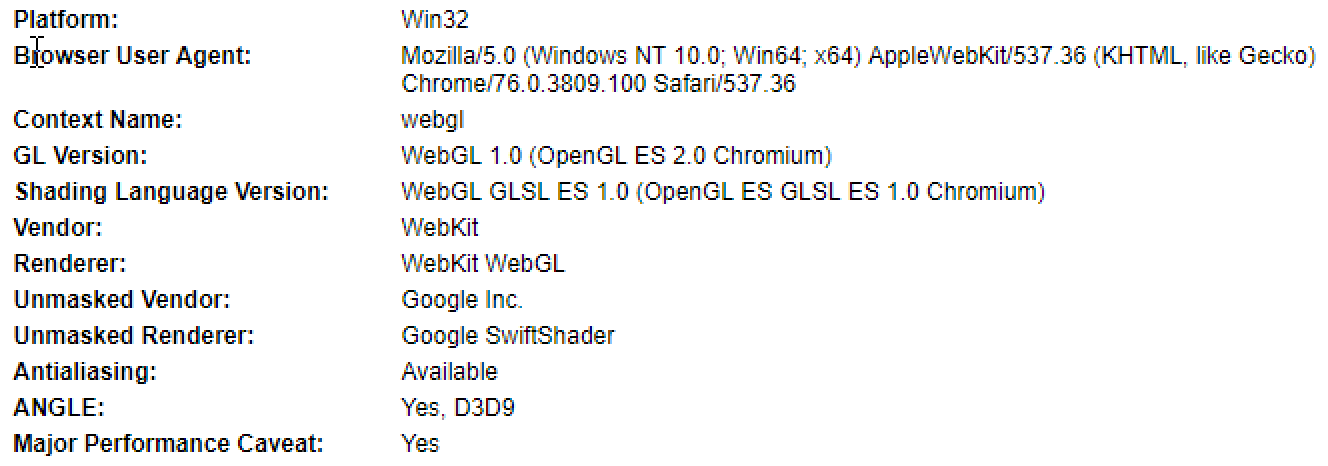 Platform: Win32
Browser User Agent: Mozilla/5.0 (Windows NT 10.0; Win64; x64) AppleWebKit/537.36 (KHTML, like Gecko)
Chrome/76.0.3809.100 Safari/537.36
Context Name: webgl
GL Version: WebGL 1.0 (OpenGL ES 2.0 Chromium)
Shading Language Version: WebGL GLSL ES 1.0 (OpenGL ES GLSL ES 1.0 Chromium)
Vendor: WebKit
Renderer: WebKit WebGL
Unmasked Vendor: Google Inc.
Unmasked Renderer: Google SwiftShader
Antialiasing: Available
ANGLE: Yes, D3D9
Major Performance Caveat: Yes